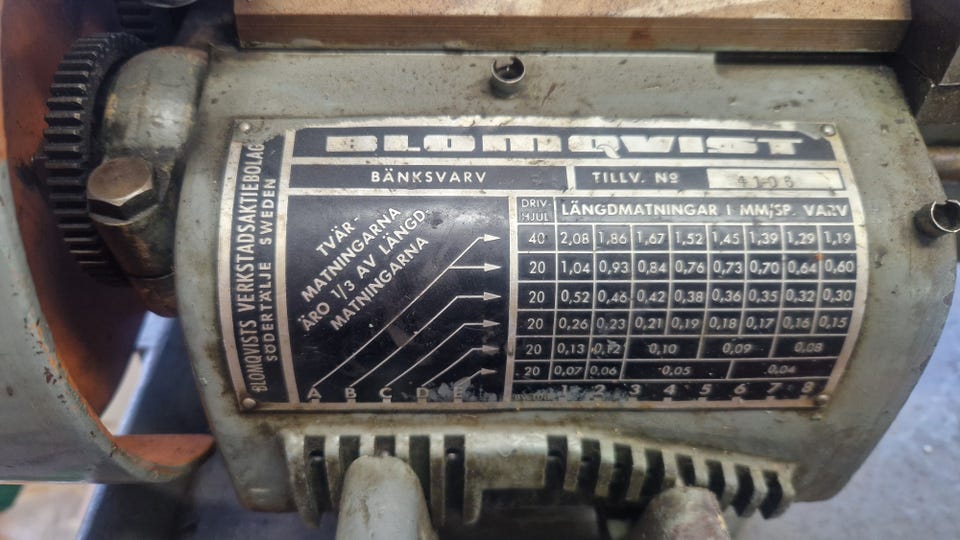 BLOMQVISTS VERKSTADSAKTIEBOLAG
SÖDERTÄLJE SWEDEN
BLOMQVIST
BÄNKSVARV TILLV. Nº 4106
TVÄR-
MATNINGARNA
ÄRO 1/3 AV LÄNGD-
MATNINGARNA
DRIV-
HJUL LÄNGDMATNINGAR I MM/SP. VARV
40 2,08 1,86 1,67 1,52 1,45 1,39 1,29 1,19
20 1,04 0,93 0,84 0,76 0,73 0,70 0,64 0,60
20 0,52 0,46 0,42 0,38 0,36 0,35 0,32 0,30
20 0,26 0,23 0,21 0,19 0,18 0,17 0,16 0,15
20 0,13 0,12 0,10 0,09 0,08
20 0,07 0,06 0,05 0,04
A B C D E 1 2 3 4 5 6 7 8